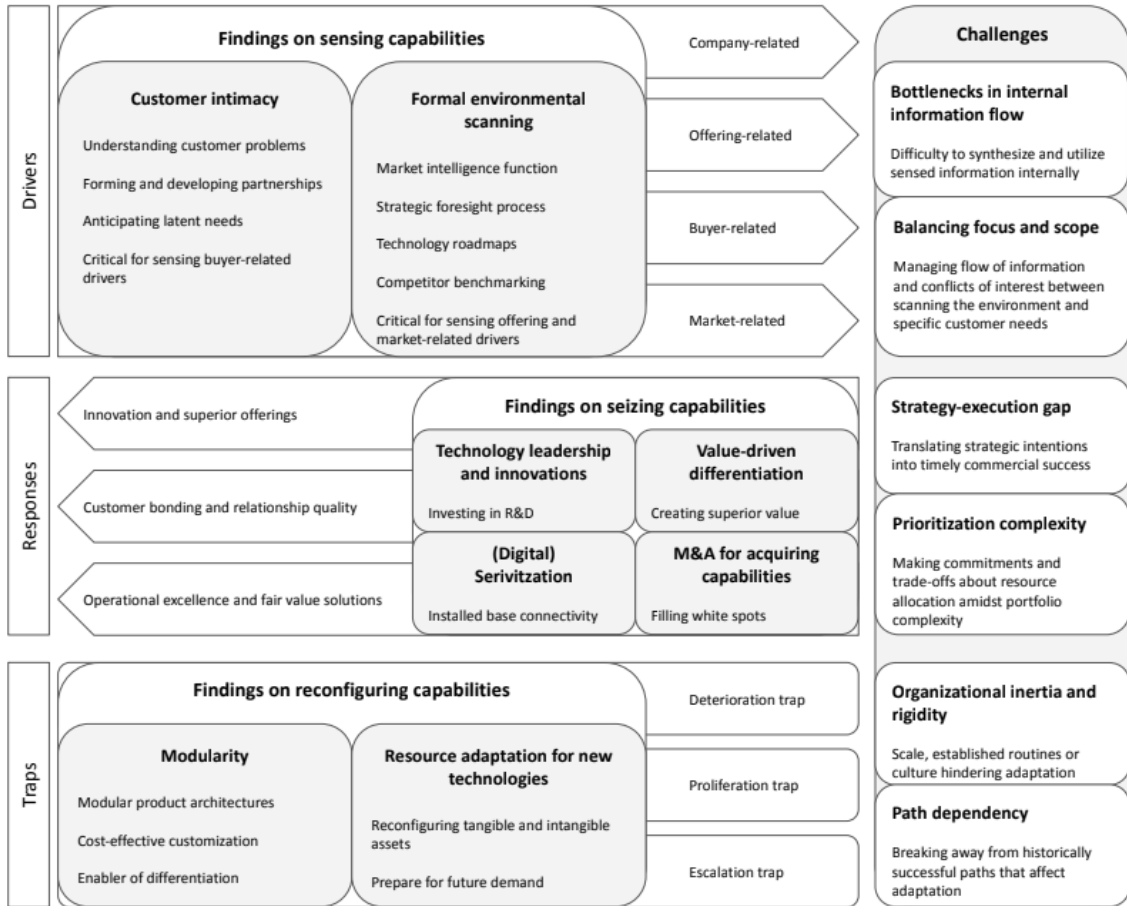 Drivers
Findings on sensing capabilities
Customer intimacy
Understanding customer problems
Forming and developing partnerships
Anticipating latent needs
Critical for sensing buyer-related
drivers
Formal environmental
scanning
Market intelligence function
Strategic foresight process
Technology roadmaps
Competitor benchmarking
Critical for sensing offering and
market-related drivers
Company-related
Offering-related
Buyer-related
Market-related
Challenges
Bottlenecks in internal
information flow
Difficulty to synthesize and utilize
sensed information internally
Balancing focus and scope
Managing flow of information
and conflicts of interest between
scanning the environment and
specific customer needs
Responses
Innovation and superior offerings
Customer bonding and relationship quality
Operational excellence and fair value solutions
Findings on seizing capabilities
Technology leadership
and innovations
Investing in R&D
Value-driven
differentiation
Creating superior value
(Digital)
Serivitzation
Installed base connectivity
M&A for acquiring
capabilities
Filling white spots
Strategy-execution gap
Translating strategic intentions
into timely commercial success
Prioritization complexity
Making commitments and
trade-offs about resource
allocation amidst portfolio
complexity
Traps
Findings on reconfiguring capabilities
Modularity
Modular product architectures
Cost-effective customization
Enabler of differentiation
Resource adaptation for new
technologies
Reconfiguring tangible and intangible
assets
Prepare for future demand
Deterioration trap
Proliferation trap
Escalation trap
Organizational inertia and
rigidity
Scale, established routines or
culture hindering adaptation
Path dependency
Breaking away from historically
successful paths that affect
adaptation